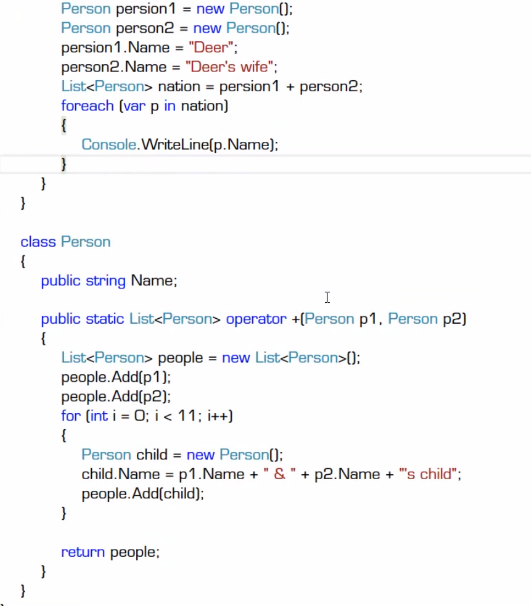 Person persion1 = new Person();
Person person2 = new Person();
persion1.Name = "Deer";
person2.Name = "Deer's wife";
List<Person> nation = persion1 + person2;
foreach (var p in nation)
{
Console.WriteLine(p.Name);
}
}
}
class Person
{
public string Name;
public static List<Person> operator +(Person p1, Person p2)
{
List<Person> people = new List<Person>();
people.Add(p1);
people.Add(p2);
for (int i = 0; i < 11; i++)
{
Person child = new Person();
child.Name = p1.Name + " & " + p2.Name + "'s child";
people.Add(child);
}
return people;
}
}